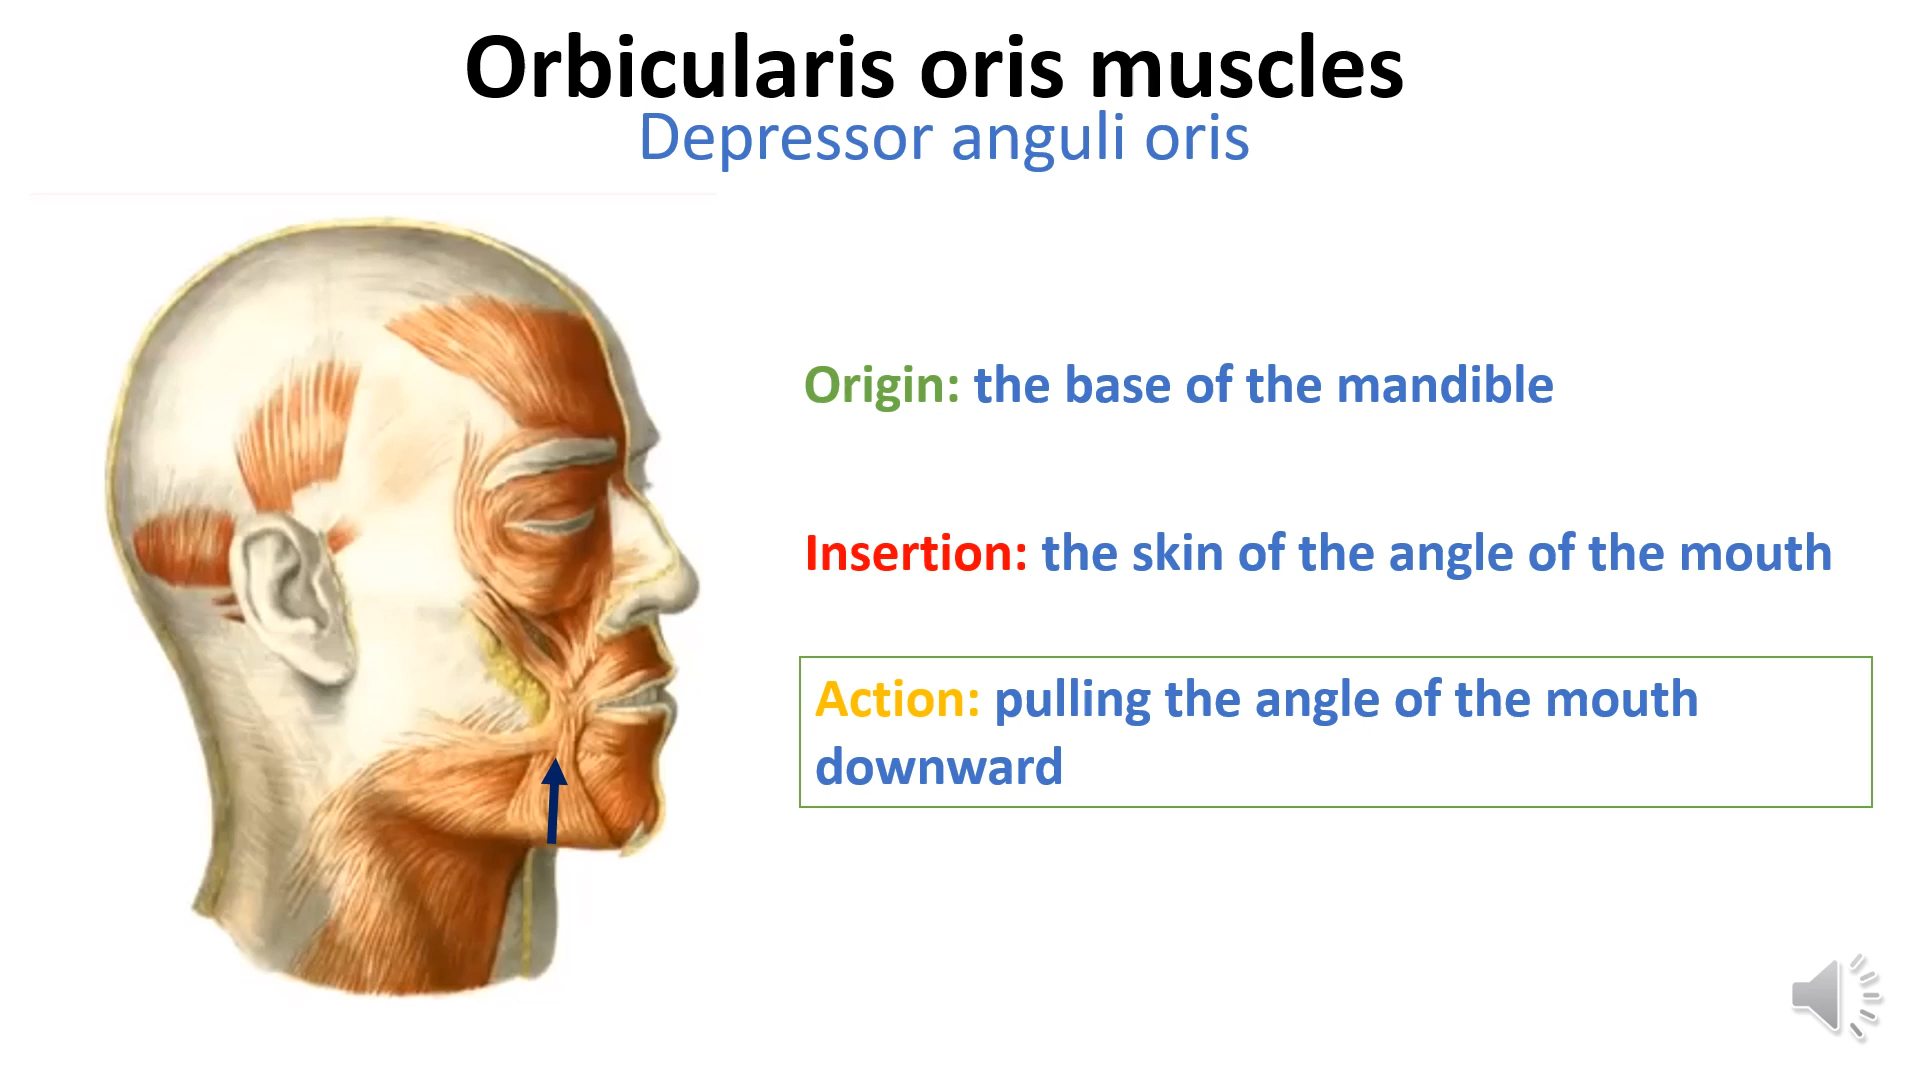 Orbicularis oris muscles
Depressor anguli oris
Origin: the base of the mandible
Insertion: the skin of the angle of the mouth
Action: pulling the angle of the mouth
downward